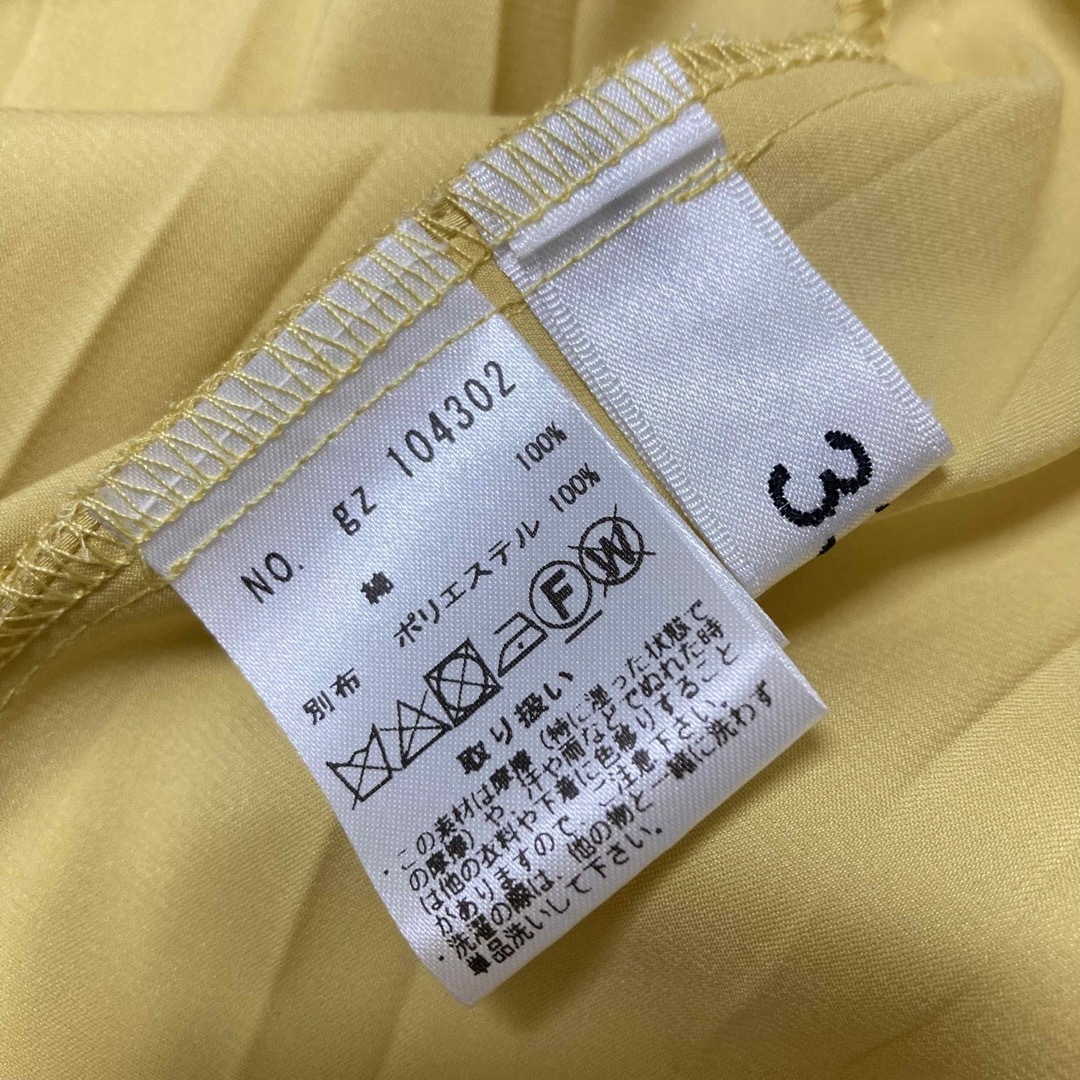 NO. gz 104302
綿 100%
別布 ポリエステル 100%
F W
取り扱い
・この素材は摩擦(特に湿った状態で
の摩擦)や、汗や雨などでぬれた時
は他の衣料や下着に色移りすること
がありますので、ご注意下さい。
・洗濯の際は、他の物と一緒に洗わず
単品洗いして下さい。
3